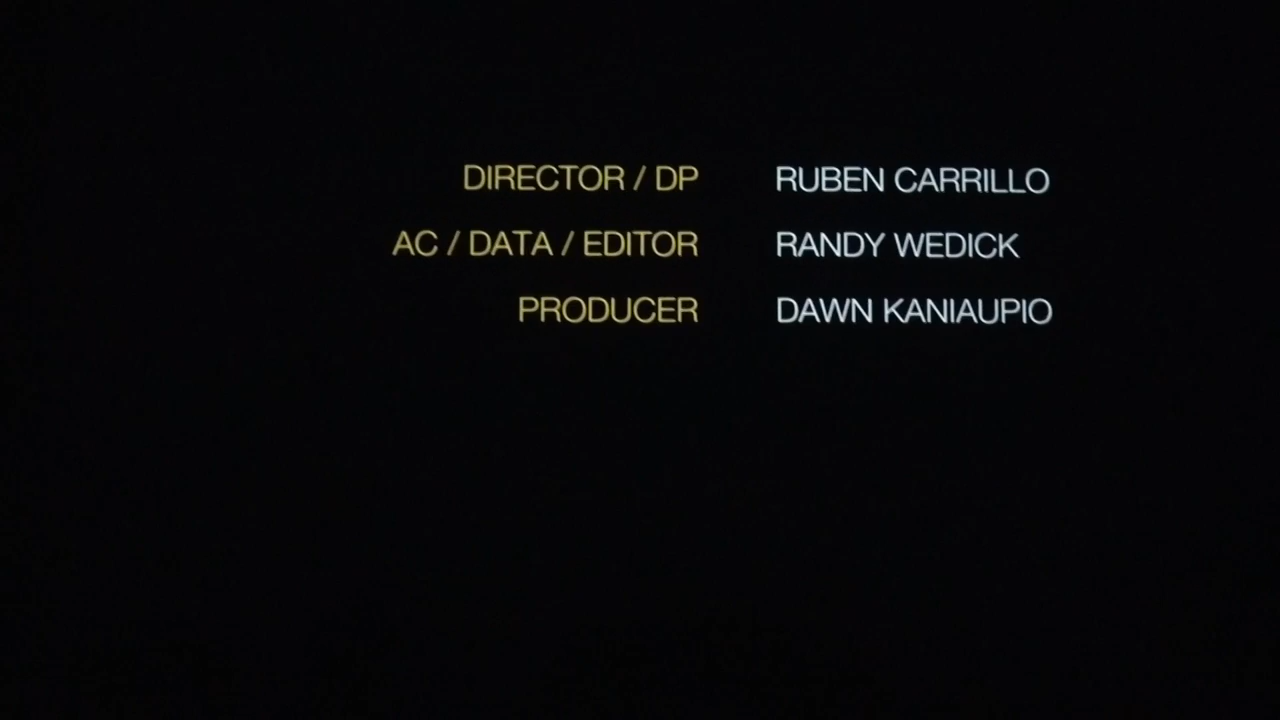 DIRECTOR / DP RUBEN CARRILLO
AC / DATA / EDITOR RANDY WEDICK
PRODUCER DAWN KANIAUPIO